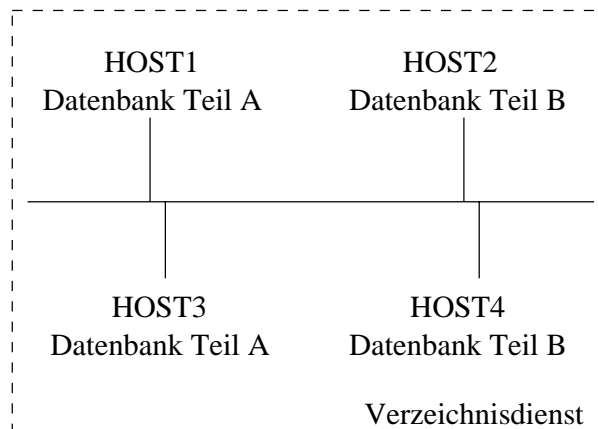 HOST1
Datenbank Teil A
HOST2
Datenbank Teil B
HOST3
Datenbank Teil A
HOST4
Datenbank Teil B
Verzeichnisdienst